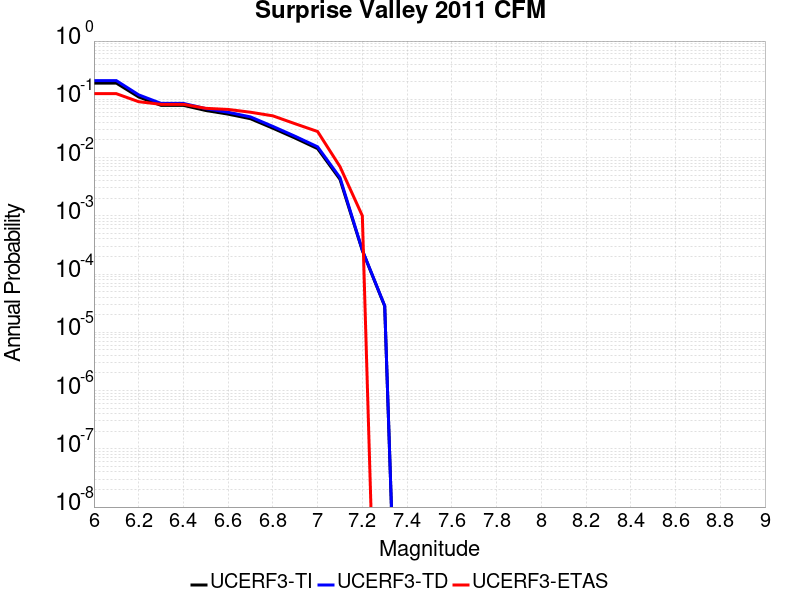 Surprise Valley 2011 CFM
10^0
10^-1
10^-2
10^-3
10^-4
10^-5
10^-6
10^-7
10^-8
Annual Probability
6 6.2 6.4 6.6 6.8 7 7.2 7.4 7.6 7.8 8 8.2 8.4 8.6 8.8 9
Magnitude
UCERF3-TI UCERF3-TD UCERF3-ETAS